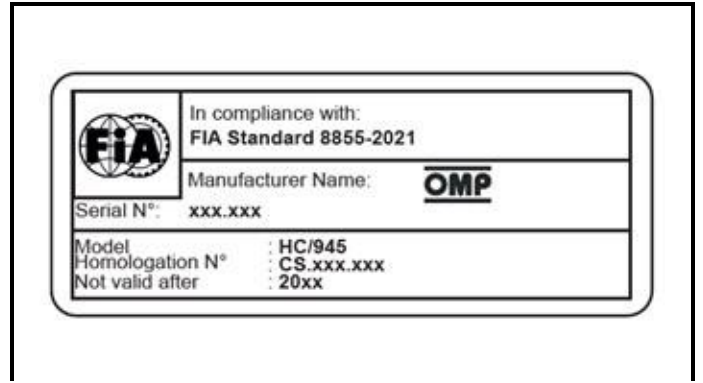 FiA
In compliance with:
FIA Standard 8855-2021
Manufacturer Name: OMP
Serial N°: xxx.xxx
Model : HC/945
Homologation N° : CS.xxx.xxx
Not valid after : 20xx